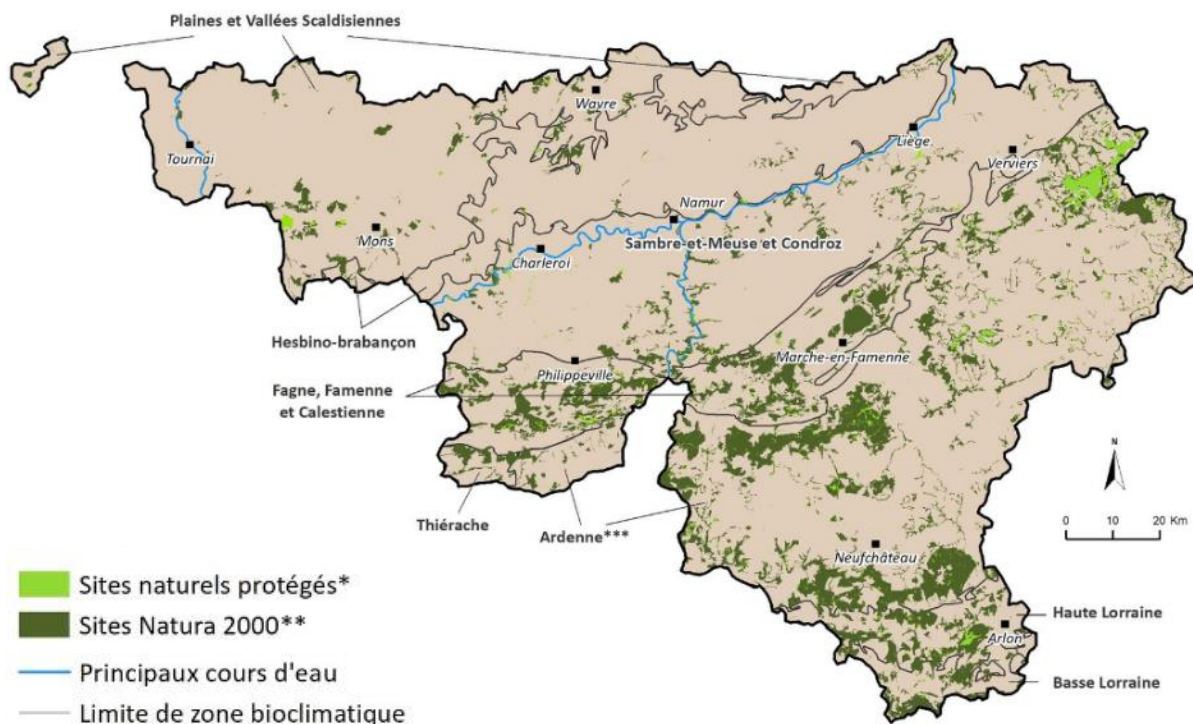 Plaines et Vallées Scaldisiennes
Wavre
Tournai
Liège
Verviers
Namur
Mons
Sambre-et-Meuse et Condroz
Charleroi
Hesbino-brabançon
Marche-en-Famenne
Philippeville
Fagne, Famenne
et Calestienne
N
Thiérache
Ardenne***
0 20 Km
Neufchâteau
Sites naturels protégés*
Haute Lorraine
Sites Natura 2000**
Arlon
Principaux cours d'eau
Basse Lorraine
Limite de zone bioclimatique